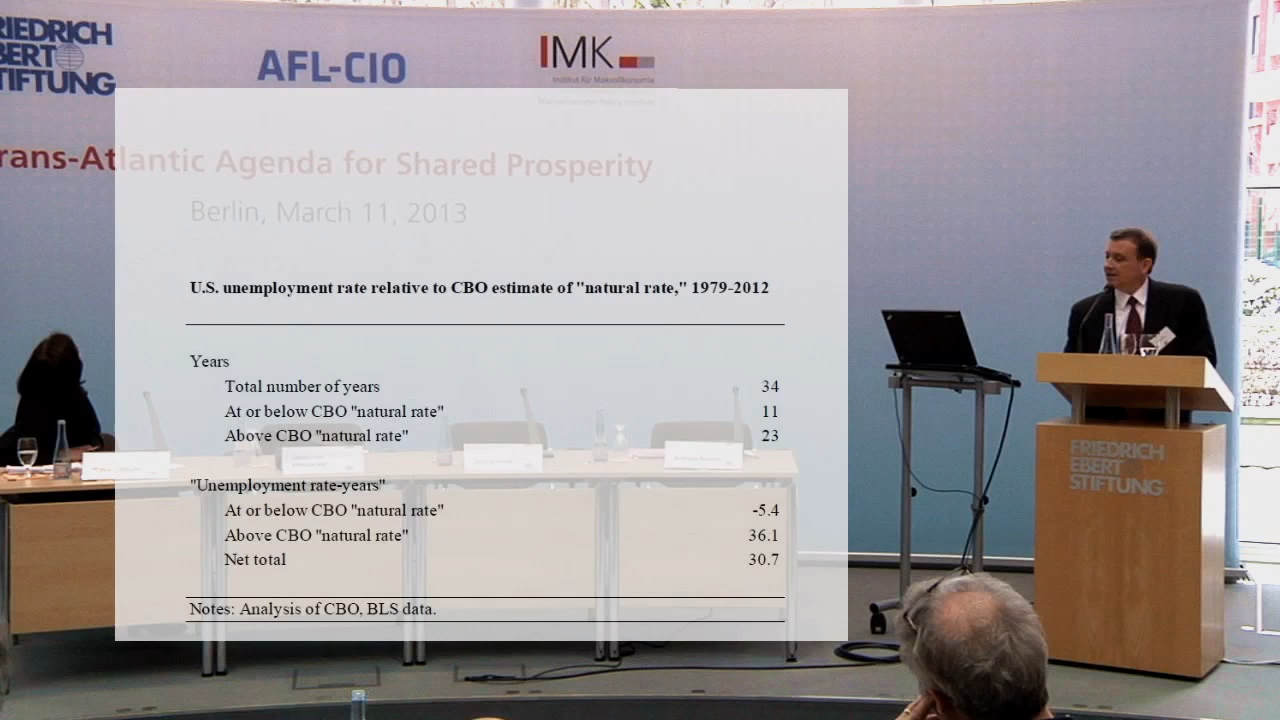 RIEDRICH
BERT
TIFTUNG
AFL-CIO
IMK
Institut für Makroökonomie
rans-Atlantic Agenda for Shared Prosperity
Berlin, March 11, 2013
U.S. unemployment rate relative to CBO estimate of "natural rate," 1979-2012
Years
Total number of years 34
At or below CBO "natural rate" 11
Above CBO "natural rate" 23
"Unemployment rate-years"
At or below CBO "natural rate" -5.4
Above CBO "natural rate" 36.1
Net total 30.7
Notes: Analysis of CBO, BLS data.
FRIEDRICH
EBERT
STIFTUNG